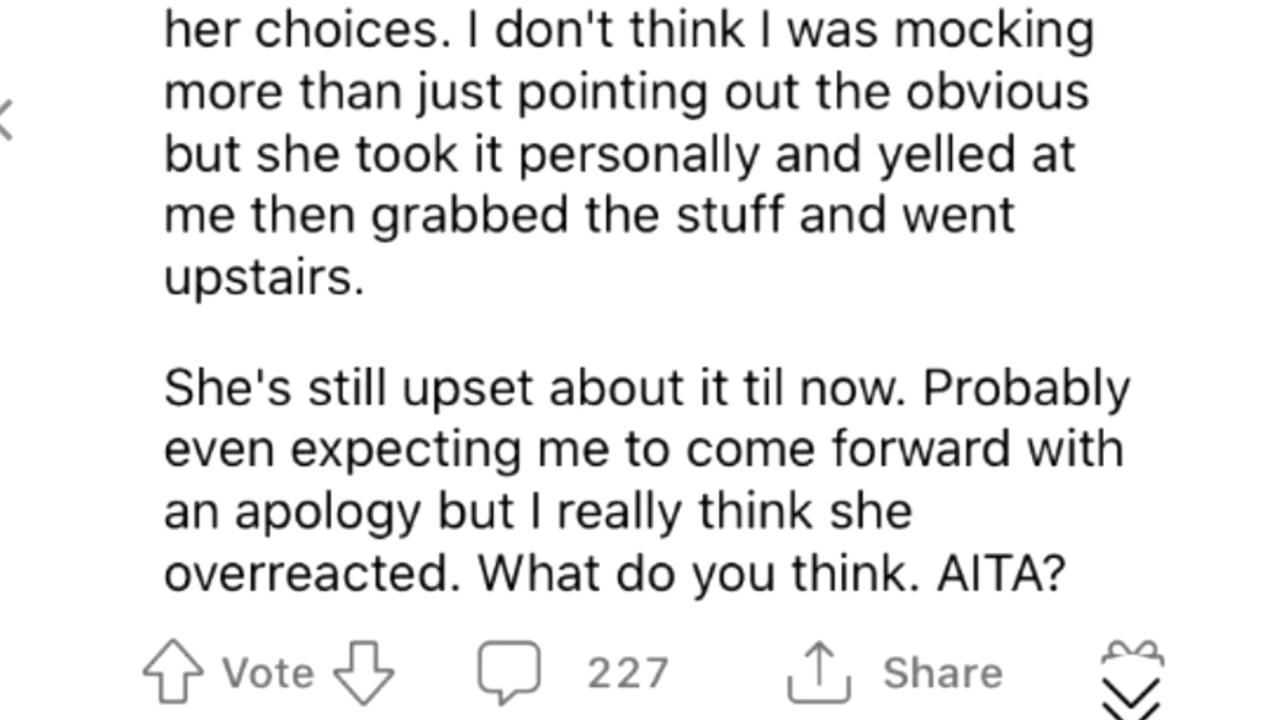 her choices. I don't think I was mocking
more than just pointing out the obvious
but she took it personally and yelled at
me then grabbed the stuff and went
upstairs.
She's still upset about it til now. Probably
even expecting me to come forward with
an apology but I really think she
overreacted. What do you think. AITA?
Vote 227 Share